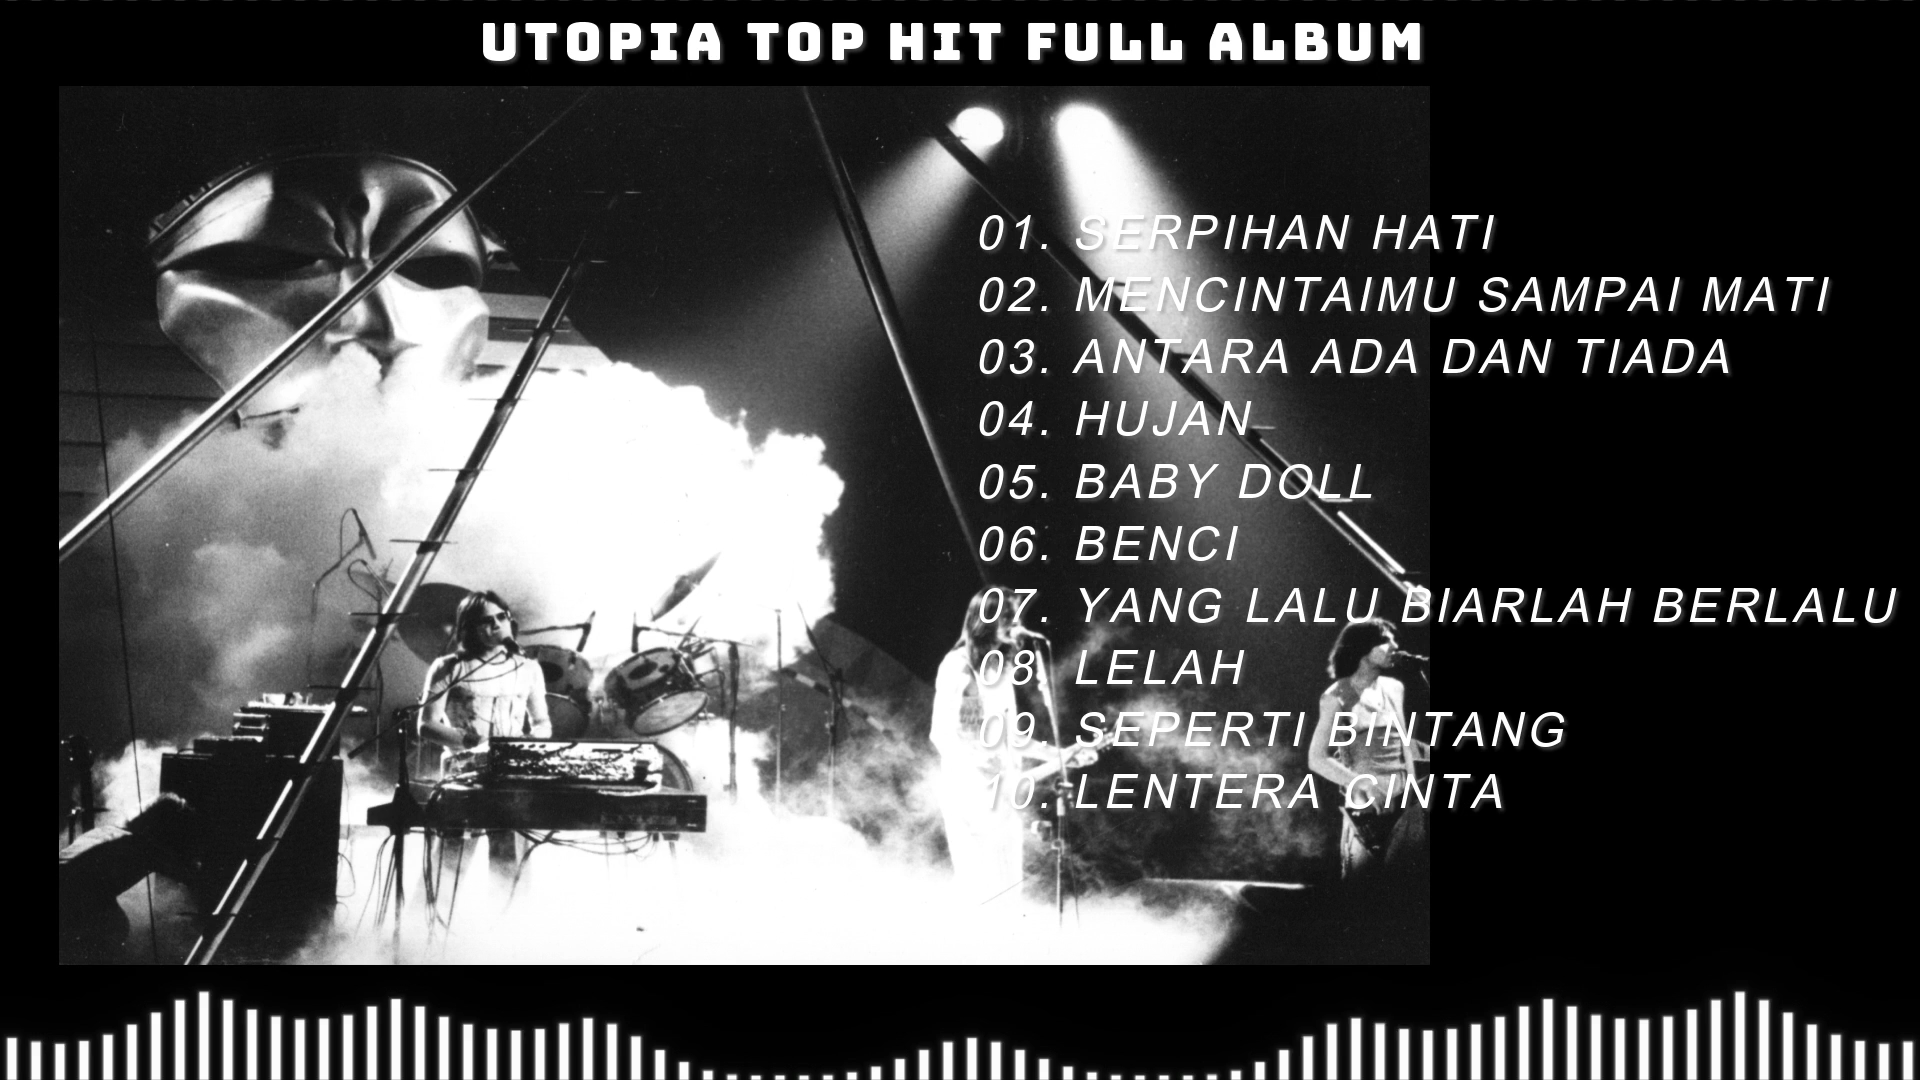 UTOPIA TOP HIT FULL ALBUM
01. SERPIHAN HATI
02. MENCINTAIMU SAMPAI MATI
03. ANTARA ADA DAN TIADA
04. HUJAN
05. BABY DOLL
06. BENCI
07. YANG LALU BIARLAH BERLALU
08. LELAH
09. SEPERTI BINTANG
10. LENTERA CINTA